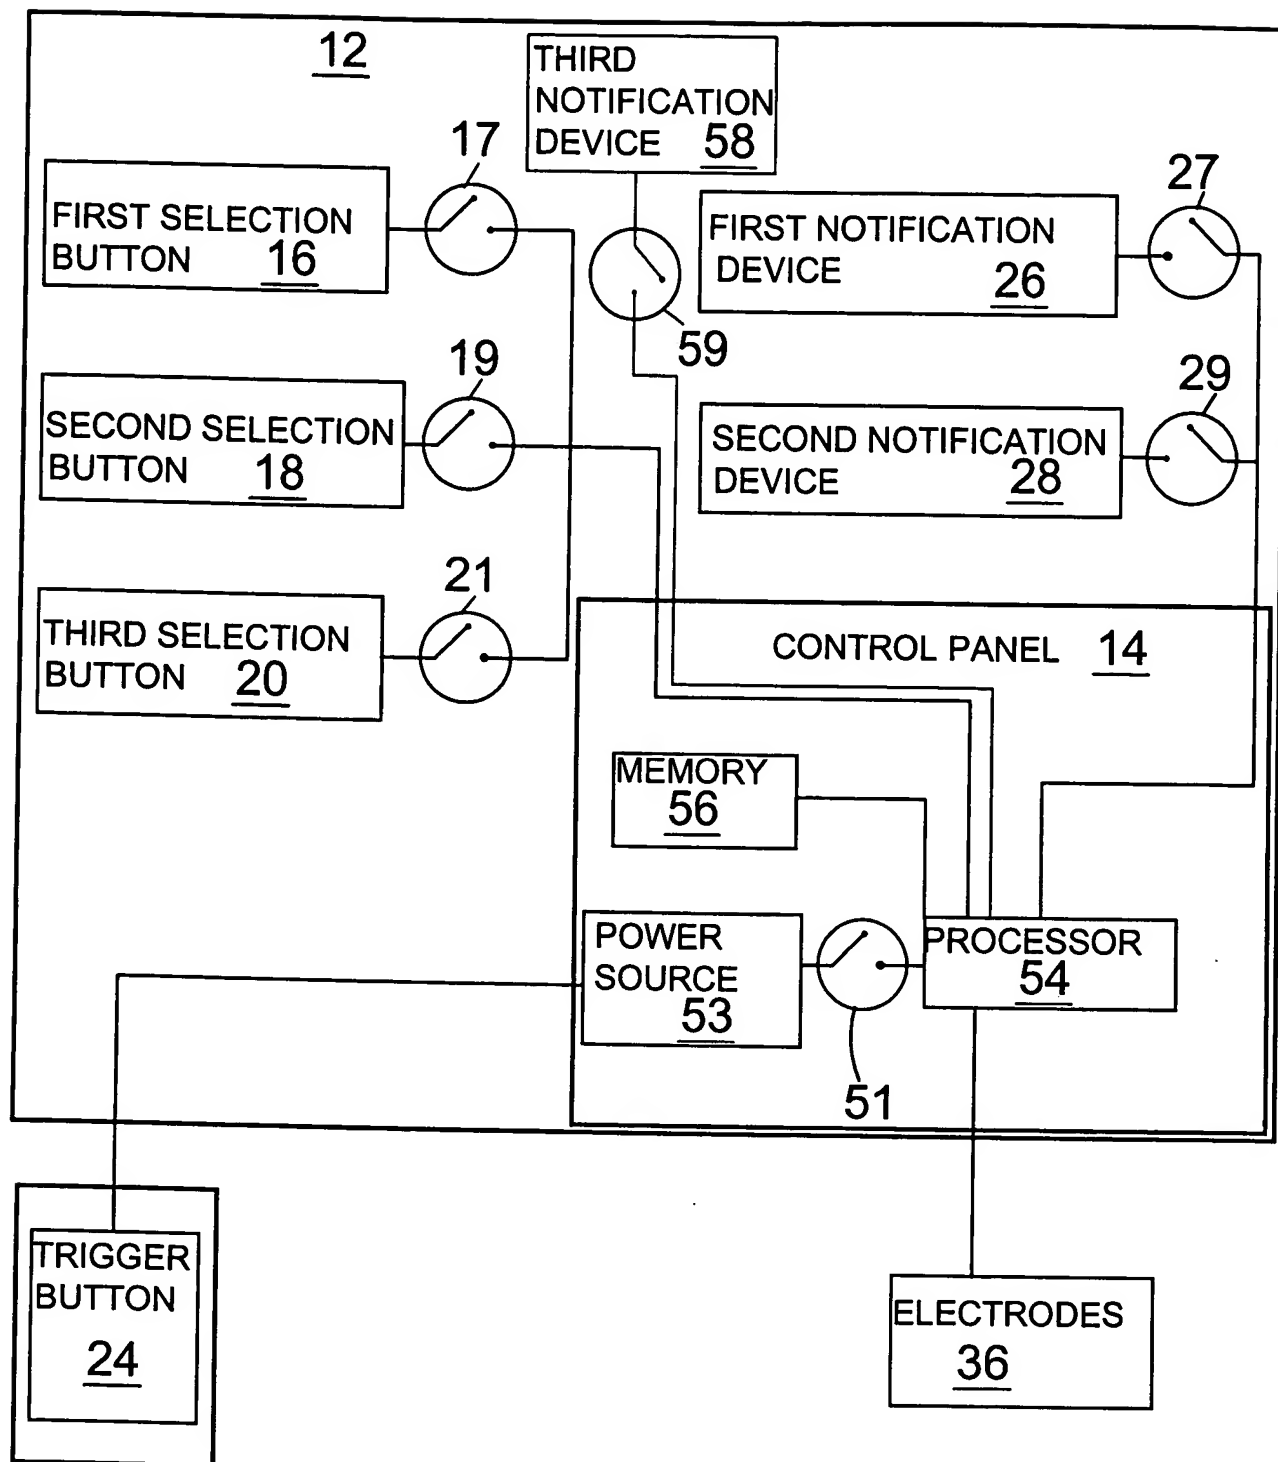 12
THIRD
NOTIFICATION
DEVICE 58
17
FIRST SELECTION
BUTTON 16
27
FIRST NOTIFICATION
DEVICE 26
59
19
SECOND SELECTION
BUTTON 18
29
SECOND NOTIFICATION
DEVICE 28
21
THIRD SELECTION
BUTTON 20
CONTROL PANEL 14
MEMORY
56
POWER
SOURCE
53
PROCESSOR
54
51
TRIGGER
BUTTON
24
ELECTRODES
36